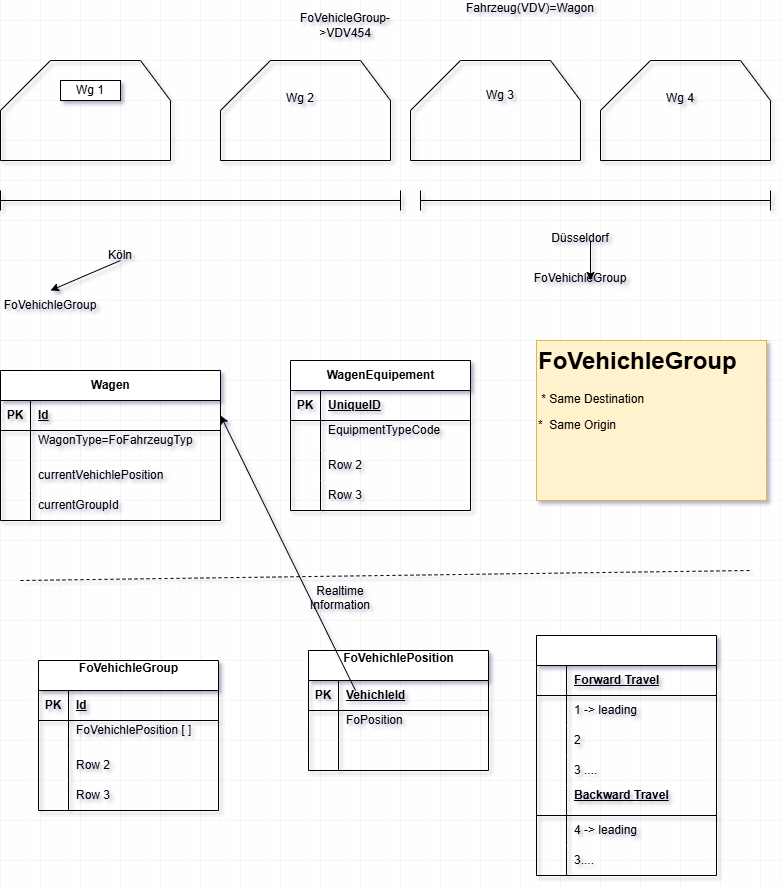 Fahrzeug(VDV)=Wagon
FoVehicleGroup-
>VDV454
Wg 1
Wg 2
Wg 3
Wg 4
Köln
Düsseldorf
FoVehichleGroup
FoVehichleGroup
Wagen
PK Id
WagonType=FoFahrzeugTyp
currentVehichlePosition
currentGroupId
WagenEquipement
PK UniqueID
EquipmentTypeCode
Row 2
Row 3
FoVehichleGroup
* Same Destination
* Same Origin
Realtime
Information
FoVehichleGroup
PK Id
FoVehichlePosition [ ]
Row 2
Row 3
FoVehichlePosition
PK VehichleId
FoPosition
Forward Travel
1 -> leading
2
3 ....
Backward Travel
4 -> leading
3....